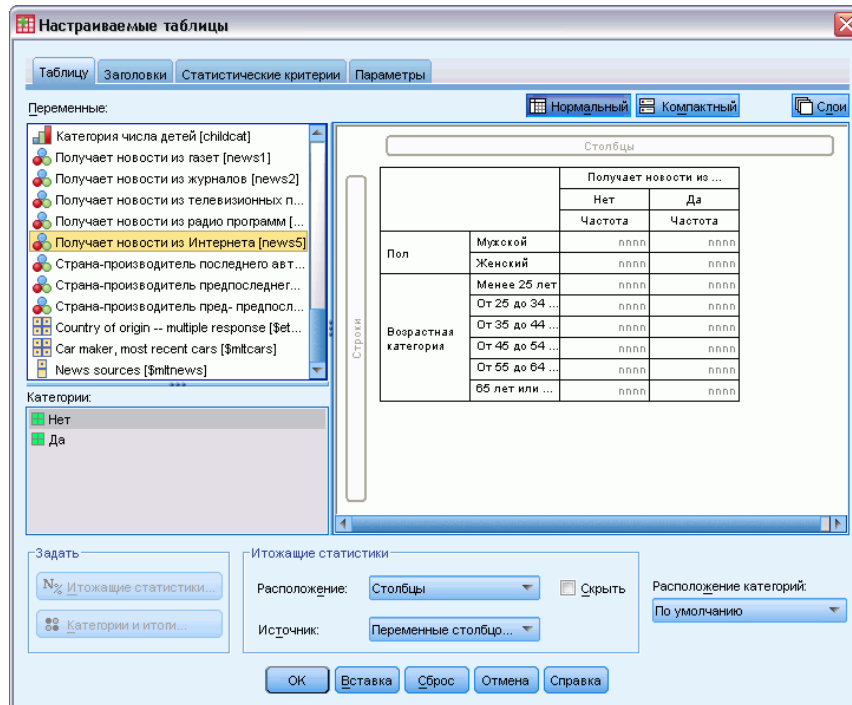 Настраиваемые таблицы
Таблицу Заголовки Статистические критерии Параметры
Переменные:
Нормальный Компактный Слои
Категория числа детей [childcat]
Получает новости из газет [news1]
Получает новости из журналов [news2]
Получает новости из телевизионных п...
Получает новости из радио программ [...
Получает новости из Интернета [news5]
Страна-производитель последнего авт...
Страна-производитель предпоследнег...
Страна-производитель пред- предпосл...
Country of origin -- multiple response [$et...
Car maker, most recent cars [$mltcars]
News sources [$mltnews]
Категории:
Нет
Да
Столбцы
Строки
Получает новости из ...
Нет Да
Частота Частота
Пол Мужской nnnn nnnn
Женский nnnn nnnn
Возрастная категория Менее 25 лет nnnn nnnn
От 25 до 34 ... nnnn nnnn
От 35 до 44 ... nnnn nnnn
От 45 до 54 ... nnnn nnnn
От 55 до 64 ... nnnn nnnn
65 лет или ... nnnn nnnn
Задать
N% Итожащие статистики...
Категории и итоги...
Итожащие статистики
Расположение: Столбцы Скрыть
Источник: Переменные столбцо...
Расположение категорий:
По умолчанию
OK Вставка Сброс Отмена Справка